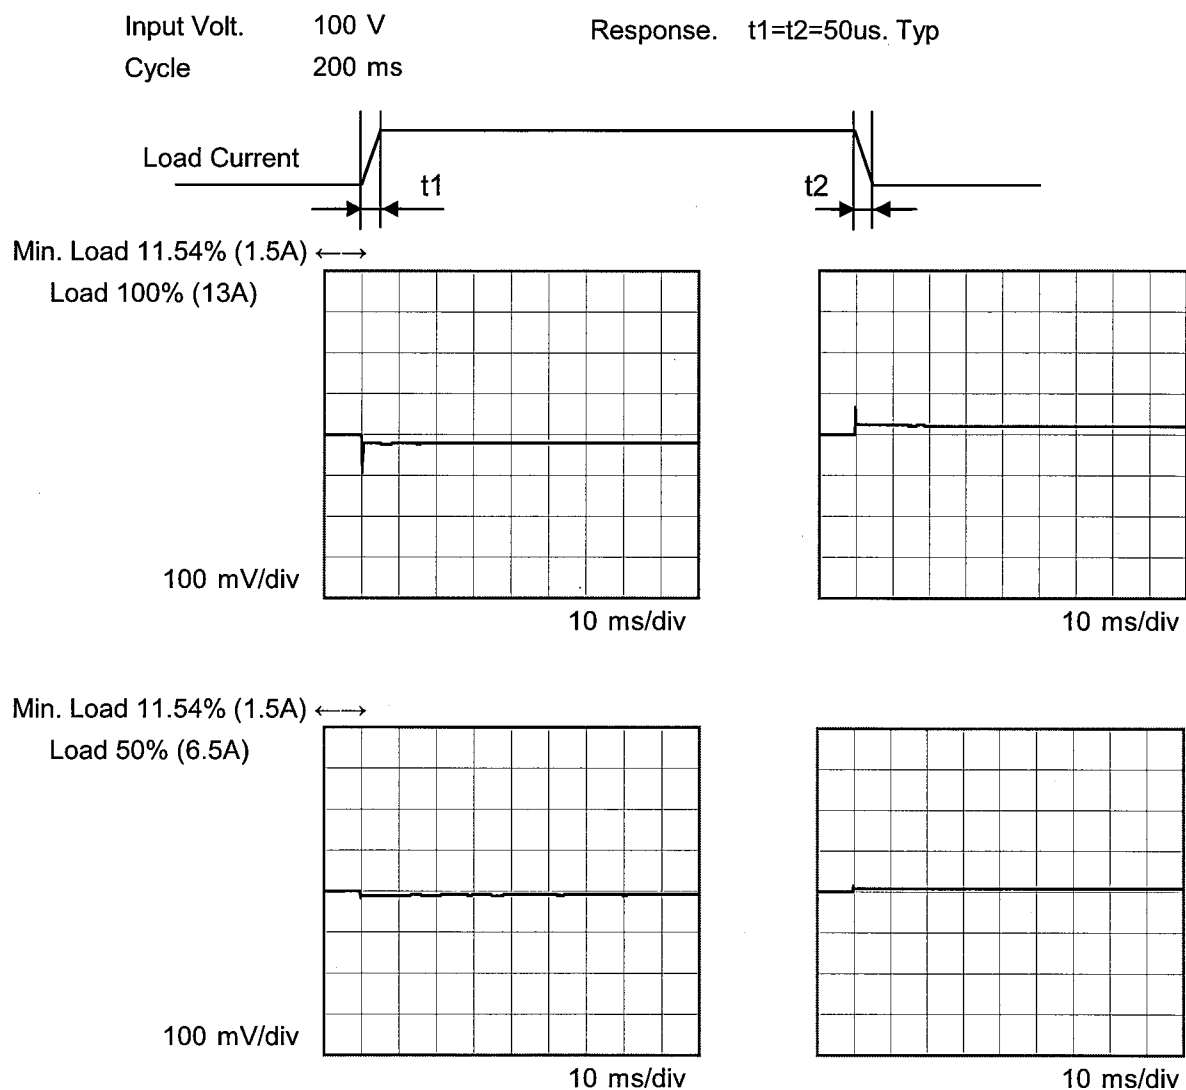 Input Volt. 100 V
Response. t1=t2=50us. Typ
Cycle 200 ms
Load Current
t1
t2
Min. Load 11.54% (1.5A) ←→
Load 100% (13A)
100 mV/div
10 ms/div
10 ms/div
Min. Load 11.54% (1.5A) ←→
Load 50% (6.5A)
100 mV/div
10 ms/div
10 ms/div